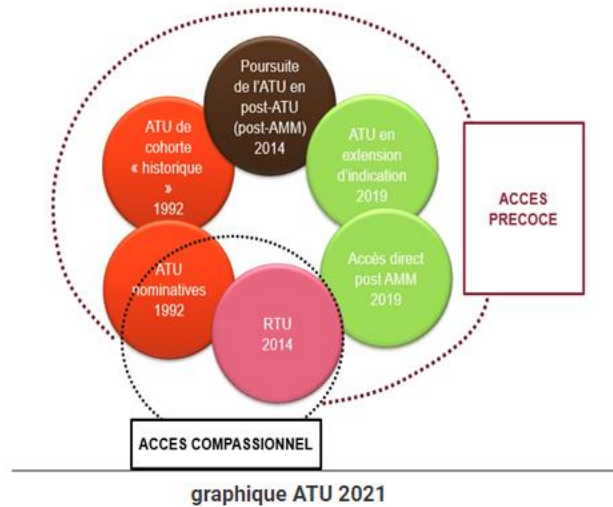 Poursuite
de l'ATU en
post-ATU
(post-AMM)
2014
ATU de
cohorte
« historique
»
1992
ATU en
extension
d'indication
2019
ACCES
PRECOCE
ATU
nominatives
1992
Accès direct
post AMM
2019
RTU
2014
ACCES COMPASSIONNEL
graphique ATU 2021